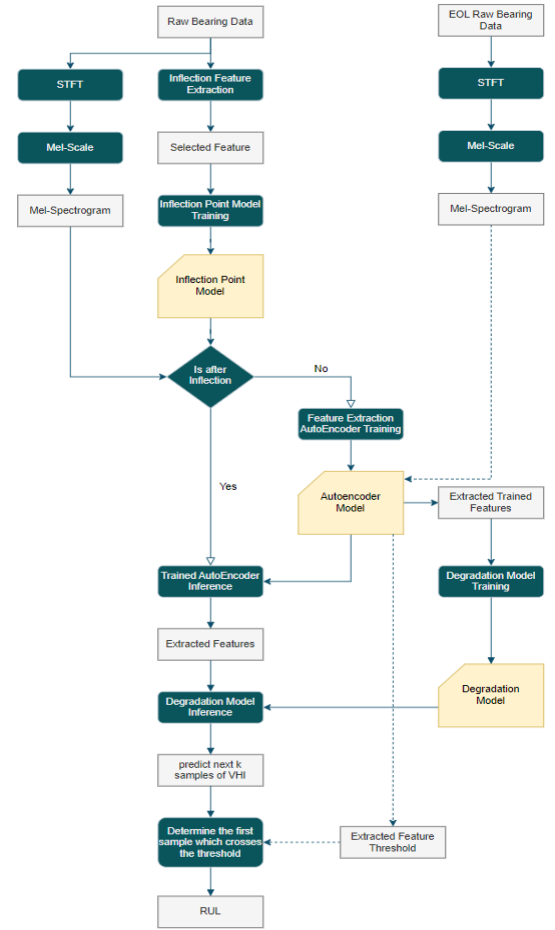 Raw Bearing Data
EOL Raw Bearing
Data
STFT
Inflection Feature
Extraction
STFT
Mel-Scale
Selected Feature
Mel-Scale
Mel-Spectrogram
Inflection Point Model
Training
Mel-Spectrogram
Inflection Point
Model
Is after
Inflection
No
Feature Extraction
AutoEncoder Training
Yes
Autoencoder
Model
Extracted Trained
Features
Trained AutoEncoder
Inference
Degradation Model
Training
Extracted Features
Degradation Model
Inference
Degradation
Model
predict next k
samples of VHI
Determine the first
sample which crosses
the threshold
Extracted Feature
Threshold
RUL